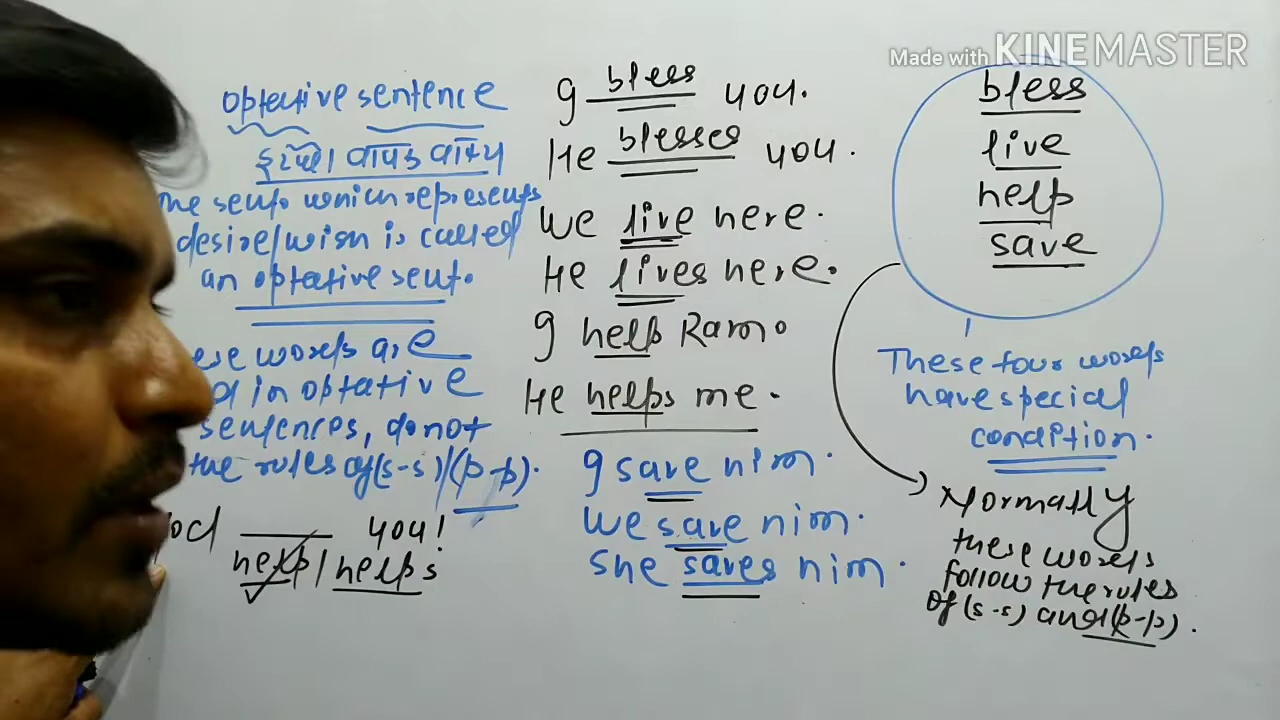 Made with KINEMASTER
optative sentence
इच्छा वाचक वाक्य
the sent. which represents
desire/wish is called
an optative sent.
ese words are
d in optative
sentences, do not
the rules of (s-s)/(p-p).
od ____ you!
help / helps
I bless you.
He blesses you.
We live here.
He lives here.
I help Ram.
He helps me.
I save him.
We save him.
She saves him.
bless
live
help
save
These four words
have special
condition.
Normally
these words
follow the rules
of (s-s) and (p-p).